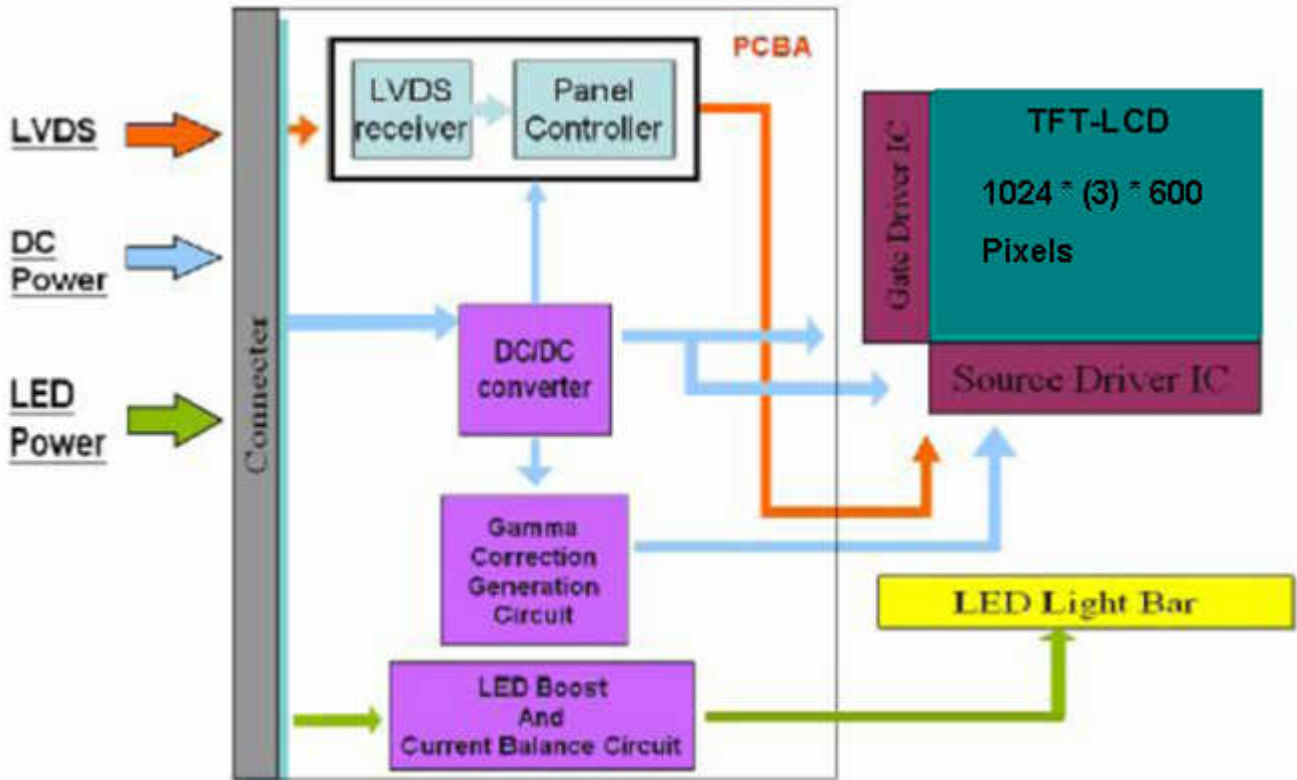 PCBA
LVDS
receiver
Panel
Controller
LVDS
DC
Power
LED
Power
Connecter
DC/DC
converter
Gamma
Correction
Generation
Circuit
LED Boost
And
Current Balance Circuit
Gate Driver IC
TFT-LCD
1024 * (3) * 600
Pixels
Source Driver IC
LED Light Bar